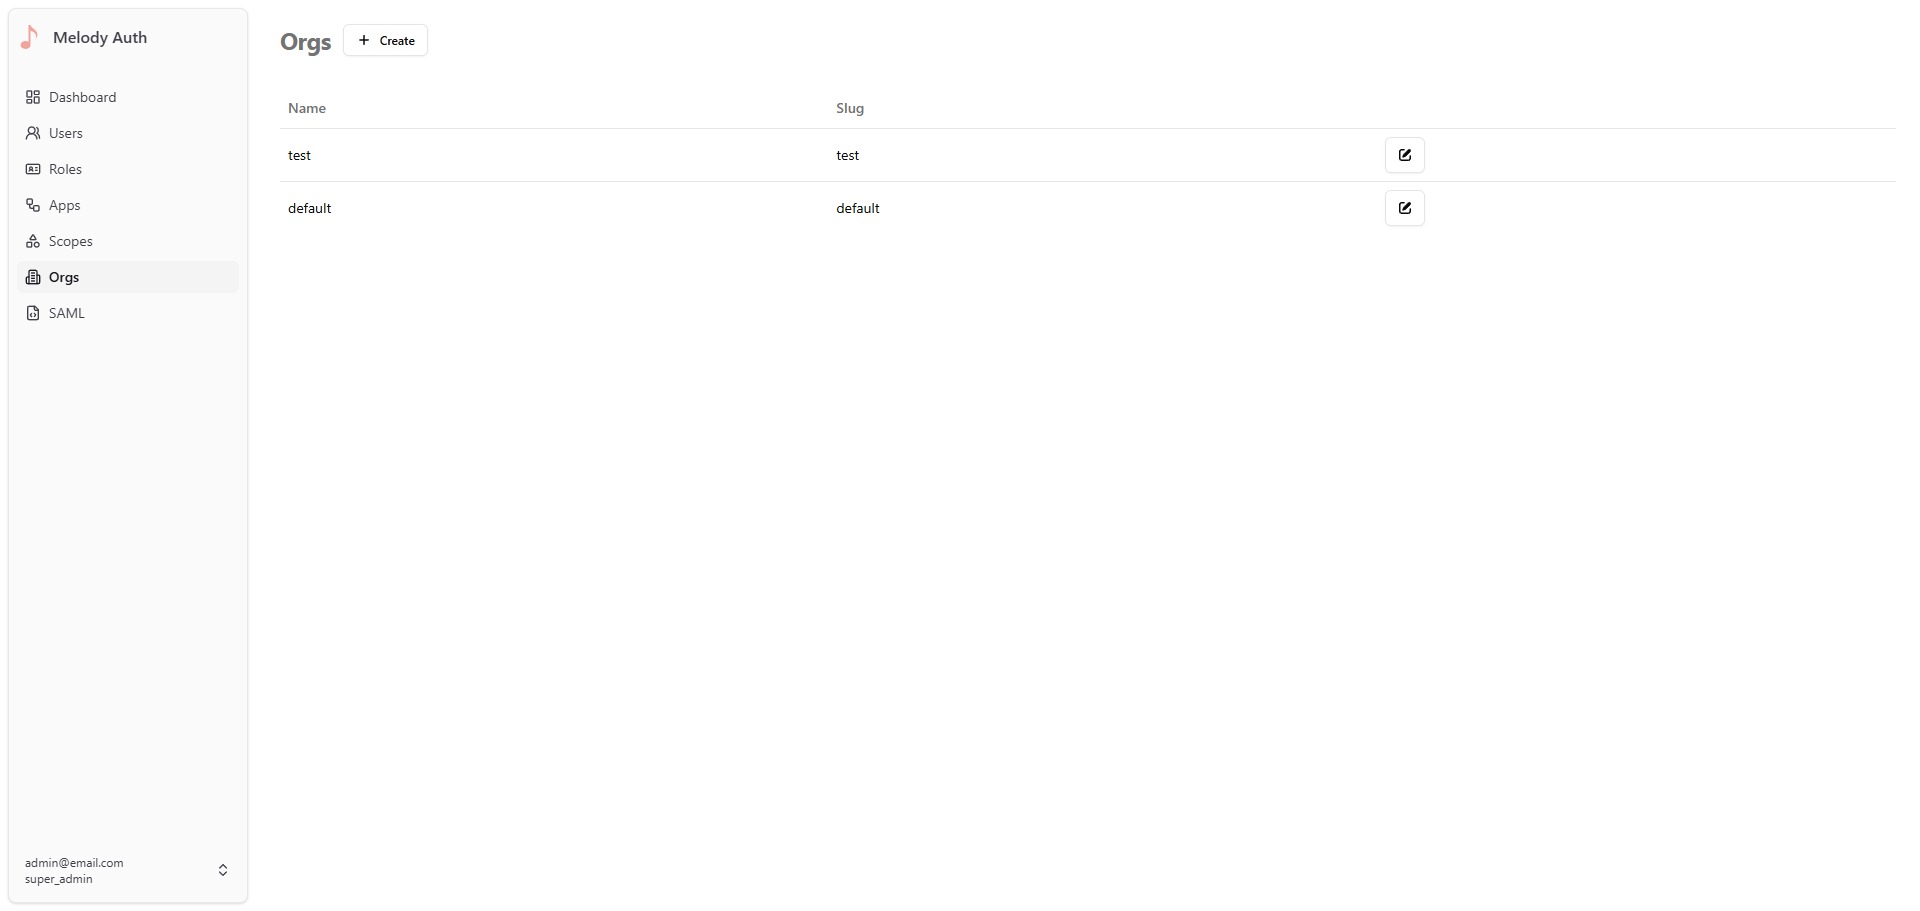 Melody Auth
Dashboard
Users
Roles
Apps
Scopes
Orgs
SAML
admin@email.com
super_admin
Orgs
Create
Name Slug
test test
default default